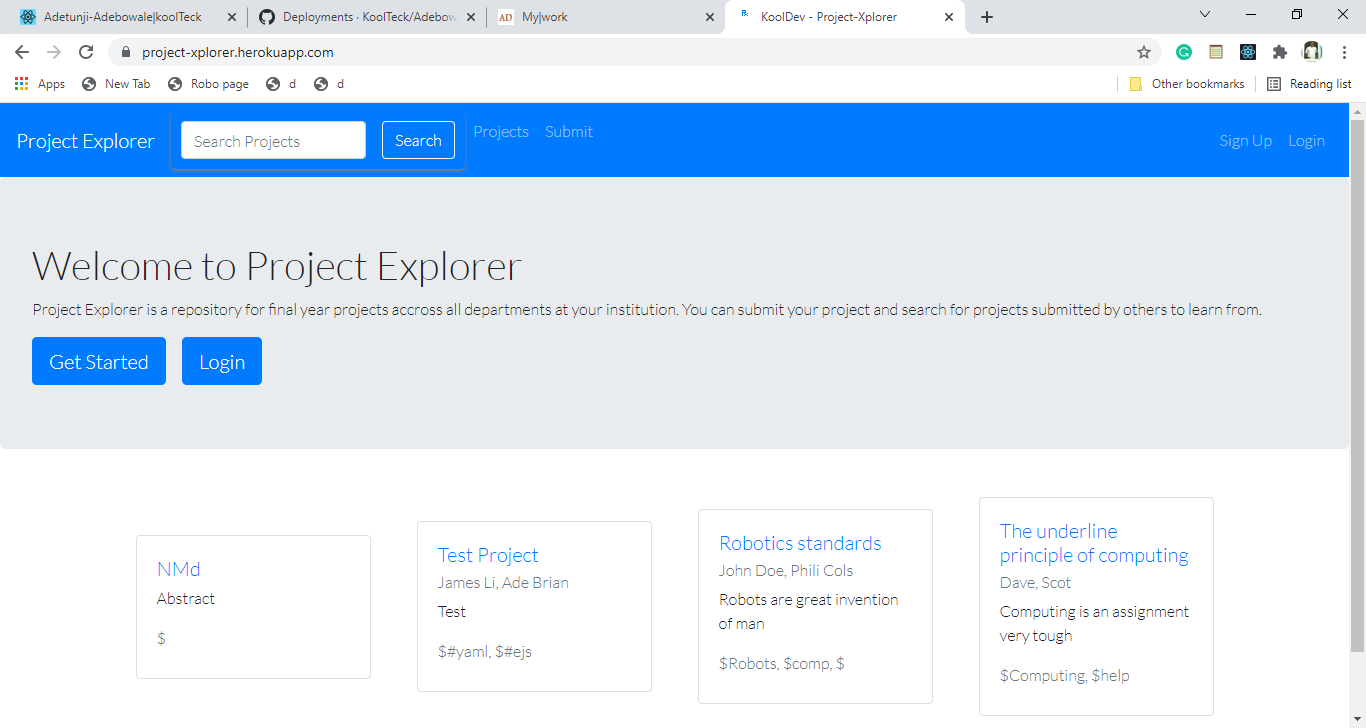 Adetunji-Adebowale|koolTeck
Deployments · KoolTeck/Adebow
AD My|work
KoolDev - Project-Xplorer
project-xplorer.herokuapp.com
Apps New Tab Robo page d d Other bookmarks Reading list
Project Explorer Search Projects Search Projects Submit Sign Up Login
Welcome to Project Explorer
Project Explorer is a repository for final year projects accross all departments at your institution. You can submit your project and search for projects submitted by others to learn from.
Get Started Login
NMd
Abstract
$
Test Project
James Li, Ade Brian
Test
$#yaml, $#ejs
Robotics standards
John Doe, Phili Cols
Robots are great invention
of man
$Robots, $comp, $
The underline
principle of computing
Dave, Scot
Computing is an assignment
very tough
$Computing, $help